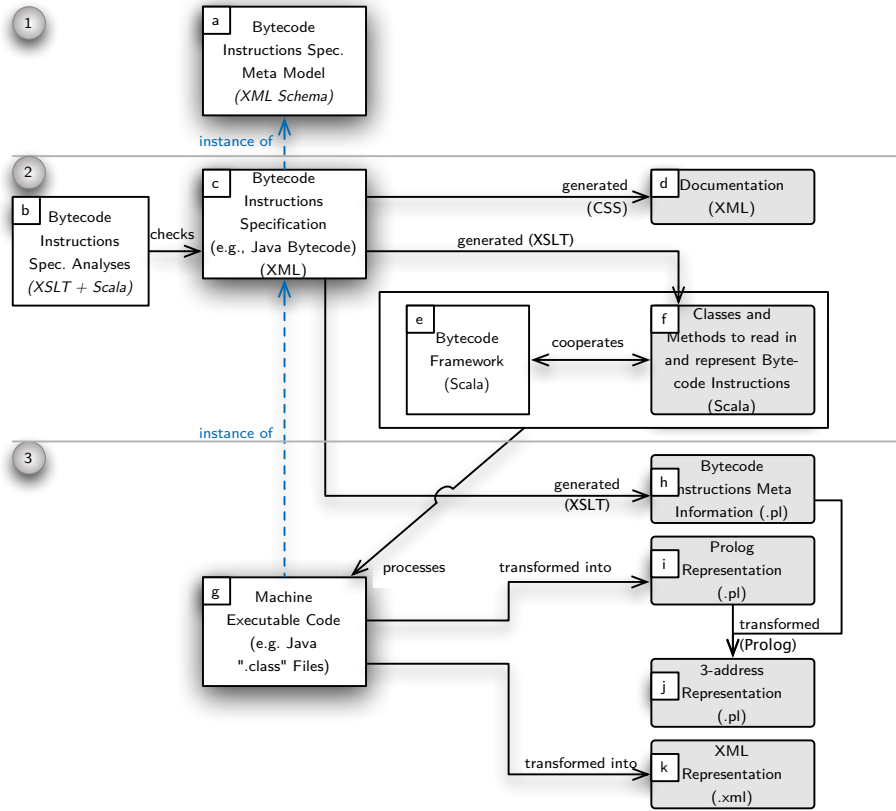 1
a
Bytecode
Instructions Spec.
Meta Model
(XML Schema)
instance of
2
b
Bytecode
Instructions
Spec. Analyses
(XSLT + Scala)
checks
c
Bytecode
Instructions
Specification
(e.g., Java Bytecode)
(XML)
generated
(CSS)
d
Documentation
(XML)
generated (XSLT)
e
Bytecode
Framework
(Scala)
cooperates
f
Classes and
Methods to read in
and represent Byte-
code Instructions
(Scala)
instance of
3
generated
(XSLT)
h
Bytecode
Instructions Meta
Information (.pl)
processes
g
Machine
Executable Code
(e.g. Java
".class" Files)
transformed into
i
Prolog
Representation
(.pl)
transformed
(Prolog)
j
3-address
Representation
(.pl)
transformed into
k
XML
Representation
(.xml)